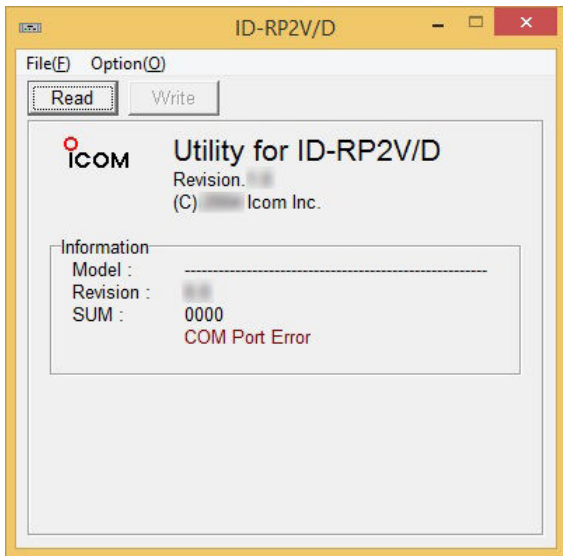 ID-RP2V/D
File(F) Option(O)
Read Write
ICOM Utility for ID-RP2V/D
Revision.
(C) Icom Inc.
Information
Model : ------------------------------------------------------------
Revision :
SUM : 0000
COM Port Error